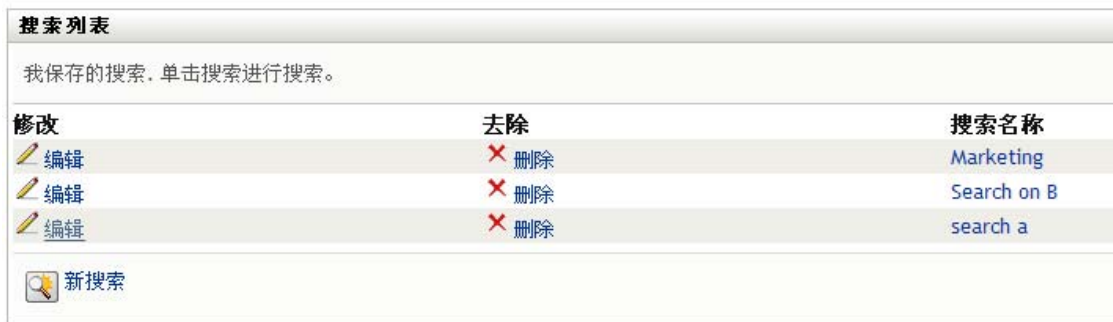 搜索列表
我保存的搜索. 单击搜索进行搜索。
修改 去除 搜索名称
编辑 删除 Marketing
编辑 删除 Search on B
编辑 删除 search a
新搜索